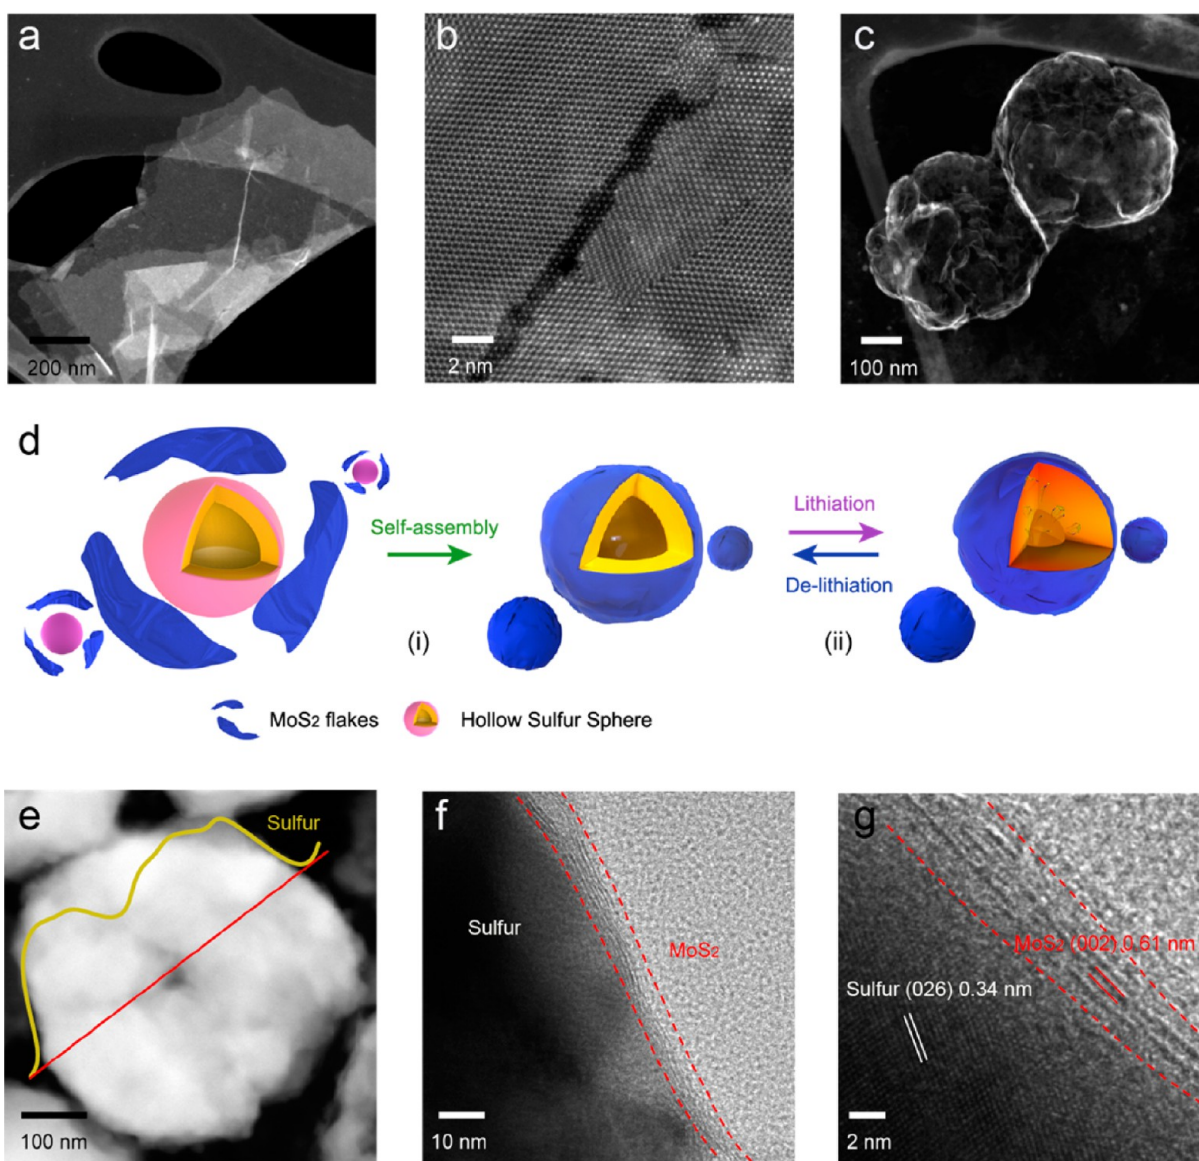 a
b
c
200 nm
2 nm
100 nm
d
Self-assembly
Lithiation
De-lithiation
(i)
(ii)
MoS2 flakes
Hollow Sulfur Sphere
e
Sulfur
100 nm
f
Sulfur
MoS2
10 nm
g
MoS2 (002) 0.61 nm
Sulfur (026) 0.34 nm
2 nm